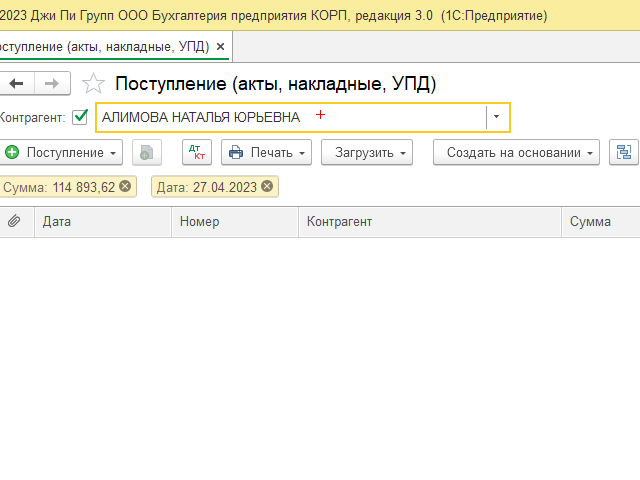 2023 Джи Пи Групп ООО Бухгалтерия предприятия КОРП, редакция 3.0 (1С:Предприятие)
оступление (акты, накладные, УПД) ×
Поступление (акты, накладные, УПД)
Контрагент: АЛИМОВА НАТАЛЬЯ ЮРЬЕВНА
Поступление Дт Кт Печать Загрузить Создать на основании
Сумма: 114 893,62 Дата: 27.04.2023
Дата Номер Контрагент Сумма